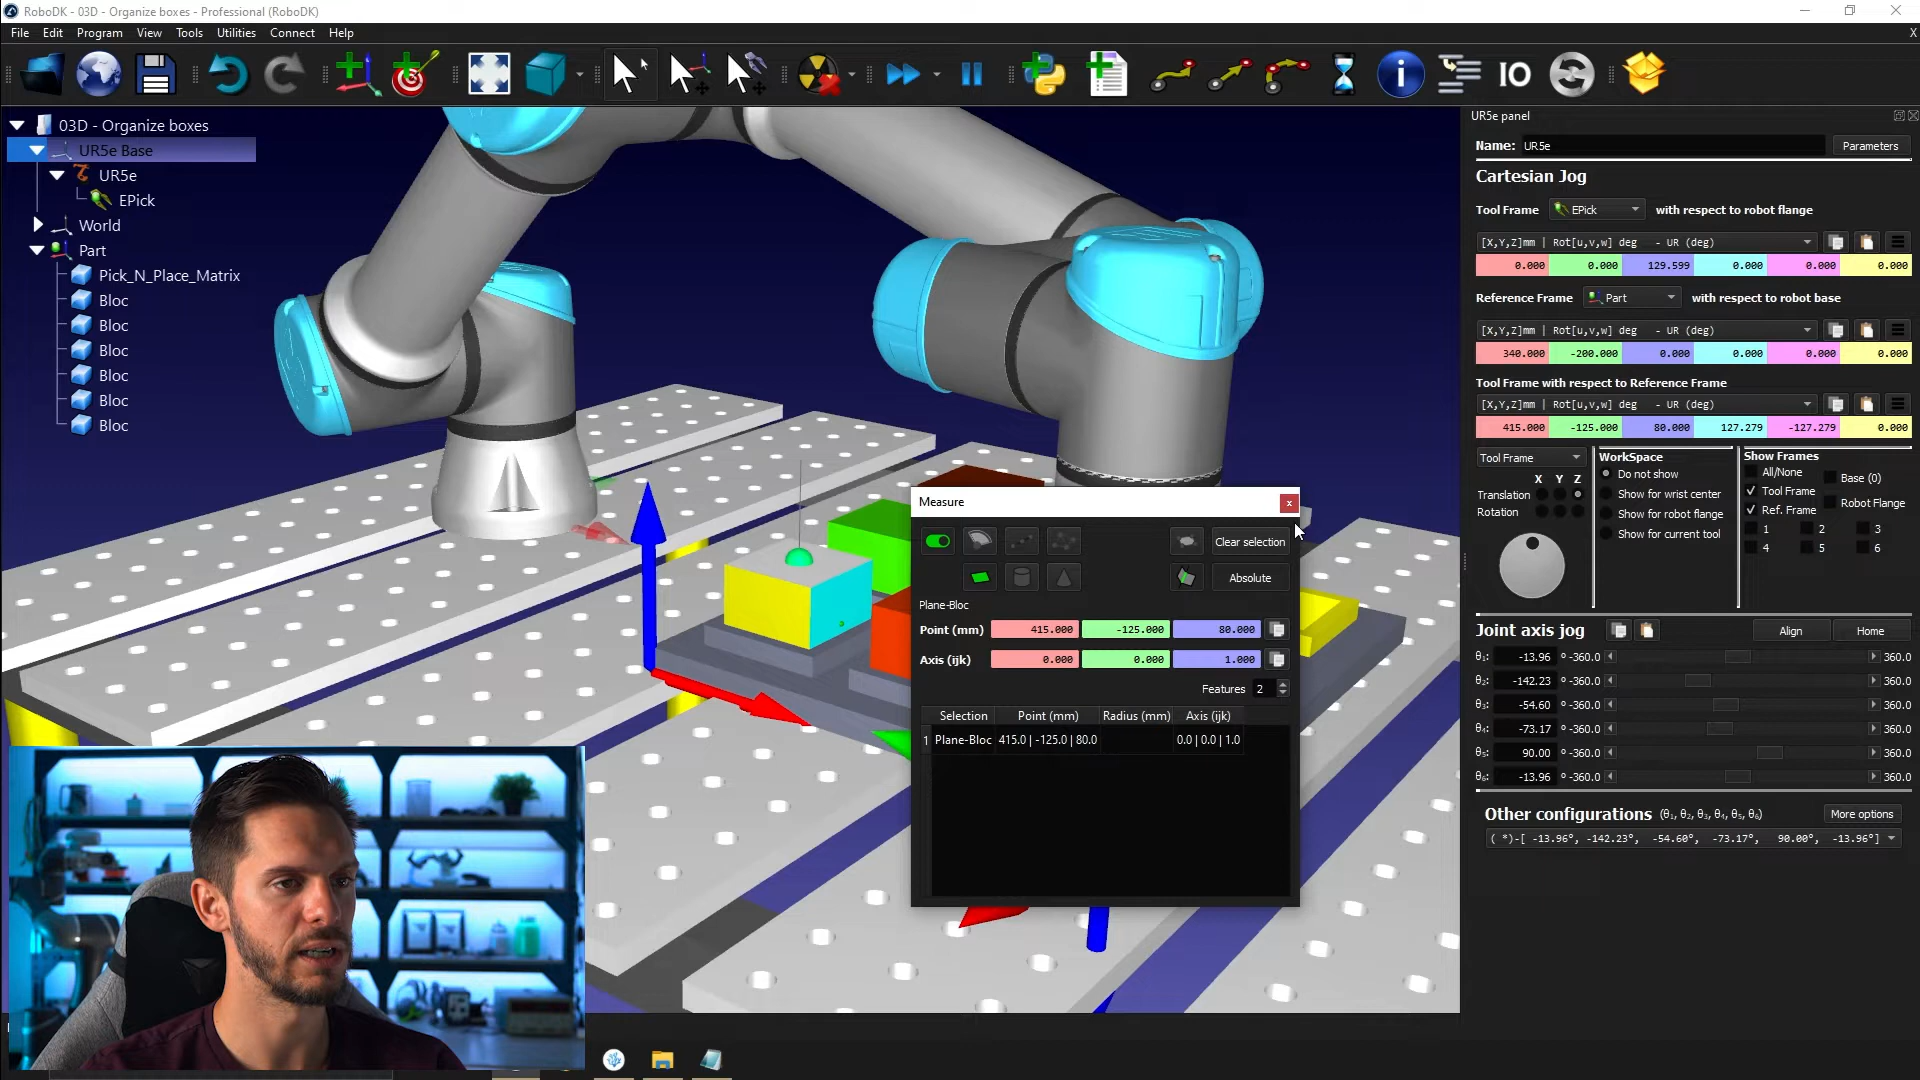 RoboDK - 03D - Organize boxes - Professional (RoboDK)
File Edit Program View Tools Utilities Connect Help X
IO
03D - Organize boxes
UR5e Base
UR5e
EPick
World
Part
Pick_N_Place_Matrix
Bloc
Bloc
Bloc
Bloc
Bloc
Bloc
Measure x
Clear selection
Absolute
Plane-Bloc
Point (mm) 415.000 -125.000 80.000
Axis (ijk) 0.000 0.000 1.000
Features 2
Selection Point (mm) Radius (mm) Axis (ijk)
1 Plane-Bloc 415.0 | -125.0 | 80.0 0.0 | 0.0 | 1.0
UR5e panel
Name: UR5e Parameters
Cartesian Jog
Tool Frame EPick with respect to robot flange
[X,Y,Z]mm | Rot[u,v,w] deg - UR (deg)
0.000 0.000 129.599 0.000 0.000 0.000
Reference Frame Part with respect to robot base
[X,Y,Z]mm | Rot[u,v,w] deg - UR (deg)
340.000 -200.000 0.000 0.000 0.000 0.000
Tool Frame with respect to Reference Frame
[X,Y,Z]mm | Rot[u,v,w] deg - UR (deg)
415.000 -125.000 80.000 127.279 -127.279 0.000
Tool Frame
X Y Z
Translation
Rotation
WorkSpace
Do not show
Show for wrist center
Show for robot flange
Show for current tool
Show Frames
All/None Base (0)
Tool Frame
Robot Flange
Ref. Frame
1 2 3
4 5 6
Joint axis jog Align Home
θ₁: -13.96 º -360.0 360.0
θ₂: -142.23 º -360.0 360.0
θ₃: -54.60 º -360.0 360.0
θ₄: -73.17 º -360.0 360.0
θ₅: 90.00 º -360.0 360.0
θ₆: -13.96 º -360.0 360.0
Other configurations (θ₁, θ₂, θ₃, θ₄, θ₅, θ₆) More options
( *)-[ -13.96°, -142.23°, -54.60°, -73.17°, 90.00°, -13.96°]